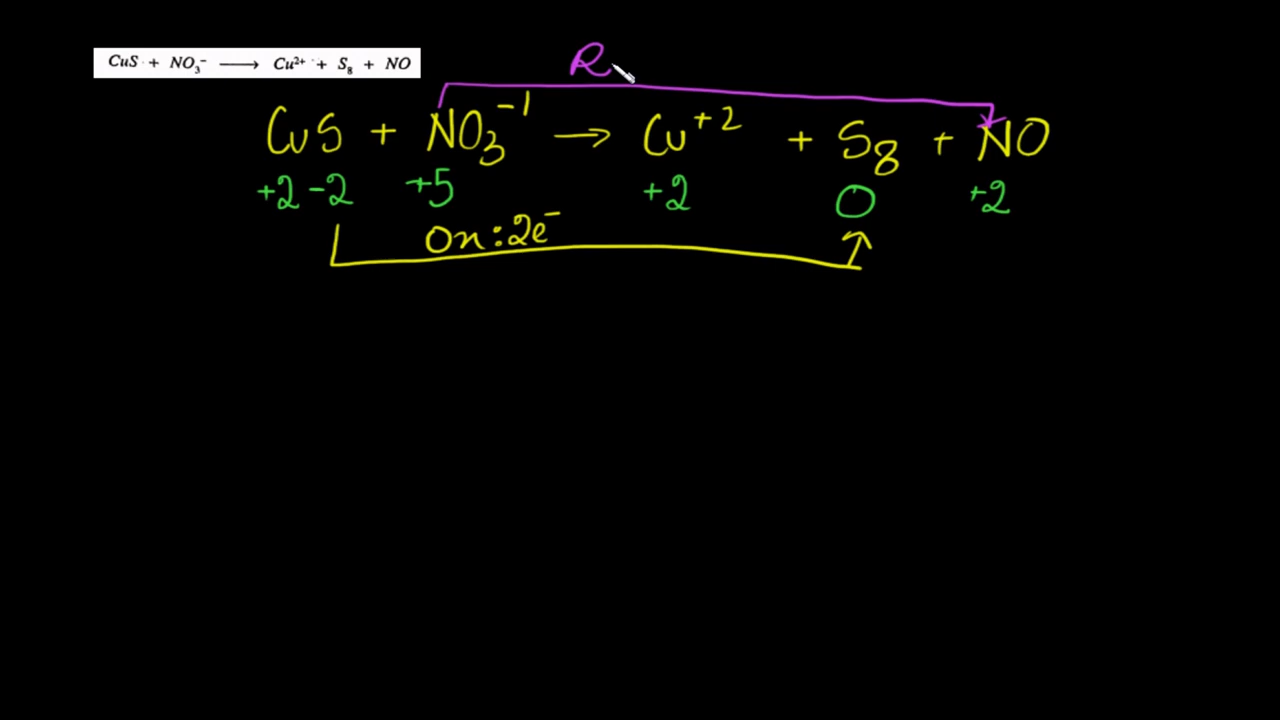 CuS + NO₃⁻ ⟶ Cu²⁺ + S₈ + NO
R
CuS + NO₃⁻¹ → Cu⁺² + S₈ + NO
+2 -2 +5 +2 0 +2
on:2e⁻